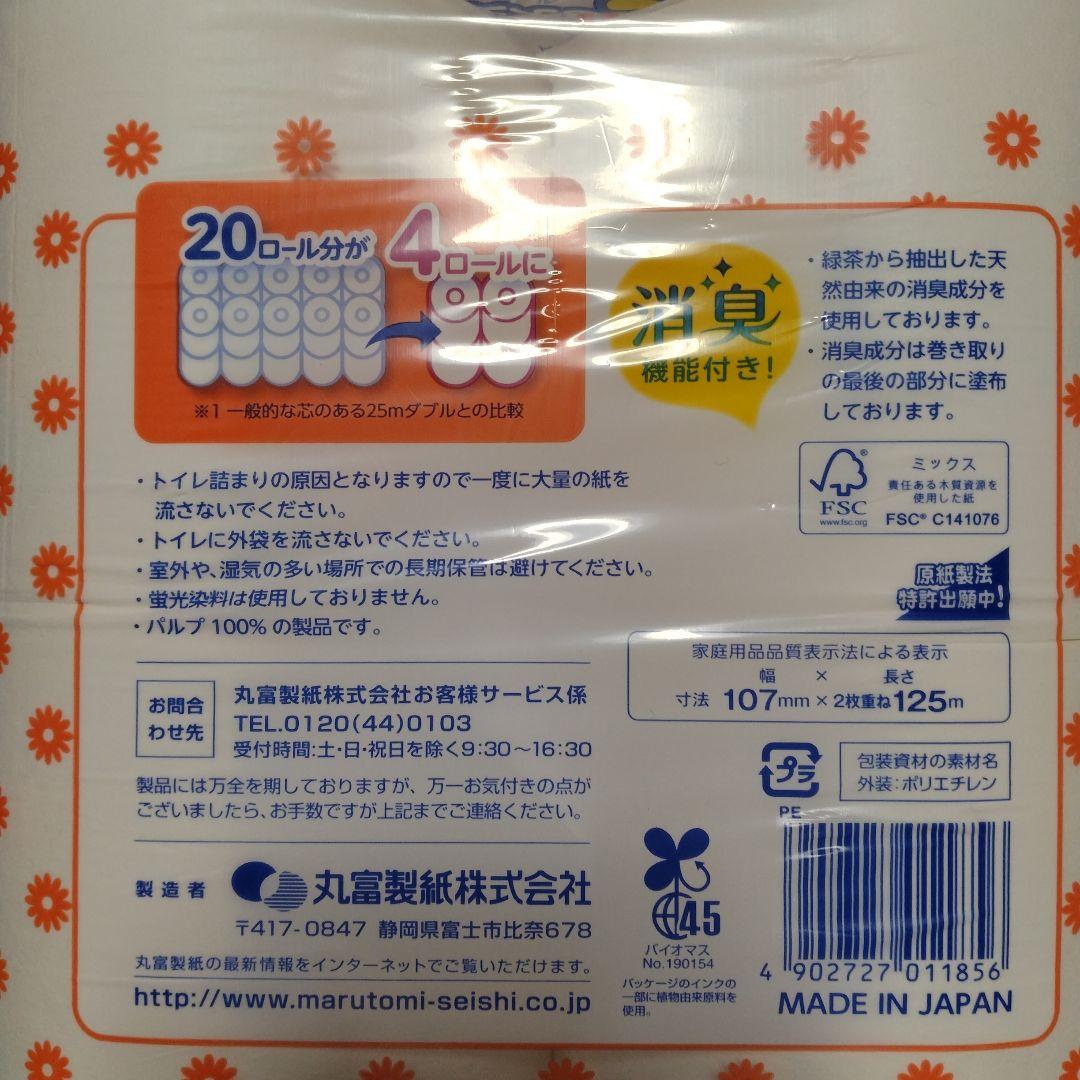 20ロール分が
4ロールに
※1 一般的な芯のある25mダブルとの比較
消臭
機能付き!
・緑茶から抽出した天
然由来の消臭成分を
使用しております。
・消臭成分は巻き取り
の最後の部分に塗布
しております。
・トイレ詰まりの原因となりますので一度に大量の紙を
流さないでください。
・トイレに外袋を流さないでください。
・室外や、湿気の多い場所での長期保管は避けてください。
・蛍光染料は使用しておりません。
・パルプ100%の製品です。
FSC®
www.fsc.org
ミックス
責任ある木質資源を
使用した紙
FSC® C141076
原紙製法
特許出願中!
家庭用品品質表示法による表示
幅 × 長さ
寸法 107mm×2枚重ね125m
お問合
わせ先
丸富製紙株式会社お客様サービス係
TEL.0120(44)0103
受付時間:土・日・祝日を除く9:30~16:30
製品には万全を期しておりますが、万一お気付きの点が
ございましたら、お手数ですが上記までご連絡ください。
プラ
PE
包装資材の素材名
外装:ポリエチレン
製造者
丸富製紙株式会社
〒417-0847 静岡県富士市比奈678
丸富製紙の最新情報をインターネットでご覧いただけます。
http://www.marutomi-seishi.co.jp
45
バイオマス
No.190154
パッケージのインクの
一部に植物由来原料を
使用。
4 902727 011856
MADE IN JAPAN